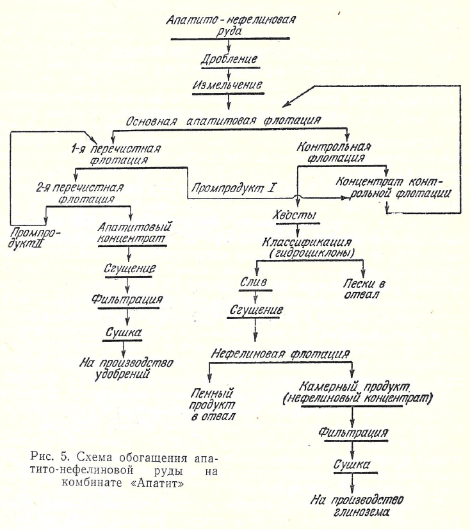 Апатито-нефелиновая
руда
Дробление
Измельчение
Основная апатитовая флотация
1-я перечистная
флотация
Контрольная
флотация
2-я перечистная
флотация
Промпродукт I
Концентрат конт-
рольной флотации
Промпро-
дукт II
Апатитовый
концентрат
Сгущение
Фильтрация
Сушка
На производство
удобрений
Хвосты
Классификация
(гидроциклоны)
Слив
Пески в
отвал
Сгущение
Нефелиновая флотация
Пенный
продукт
в отвал
Камерный продукт
(нефелиновый концентрат)
Фильтрация
Сушка
На производство
глинозема
Рис. 5. Схема обогащения апа-
тито-нефелиновой руды на
комбинате «Апатит»